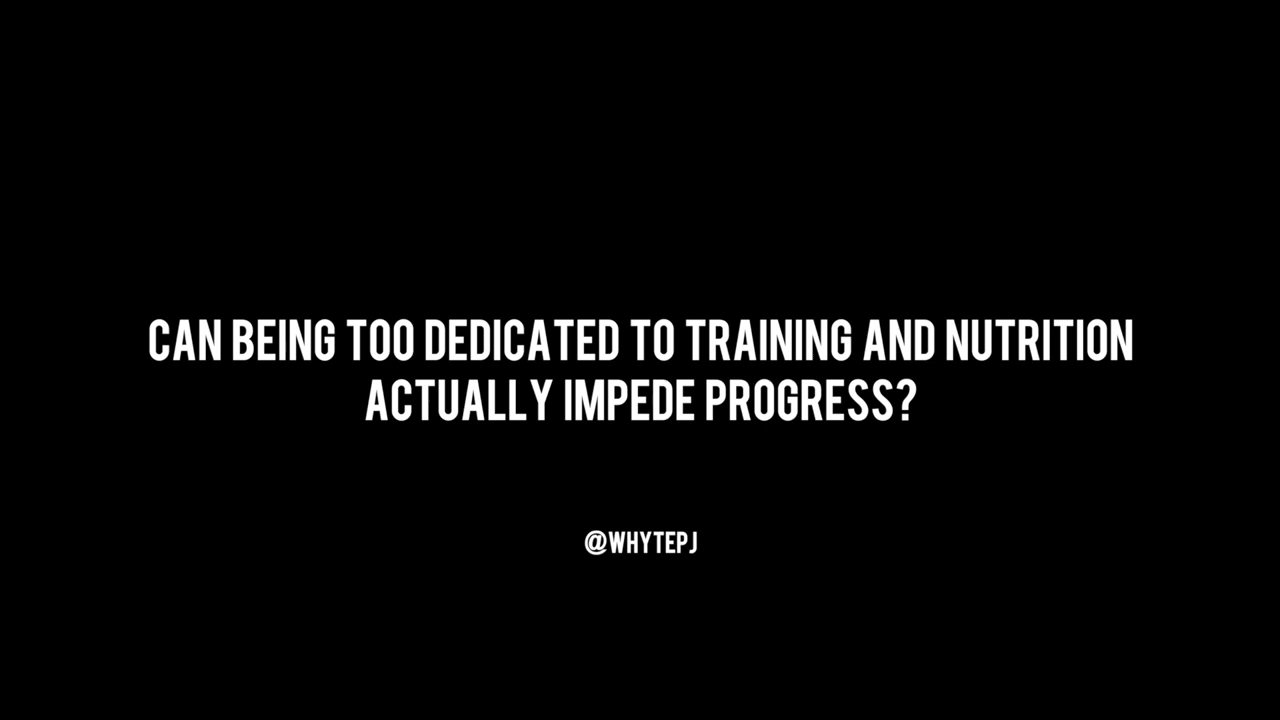 CAN BEING TOO DEDICATED TO TRAINING AND NUTRITION
ACTUALLY IMPEDE PROGRESS?
@WHYTEPJ